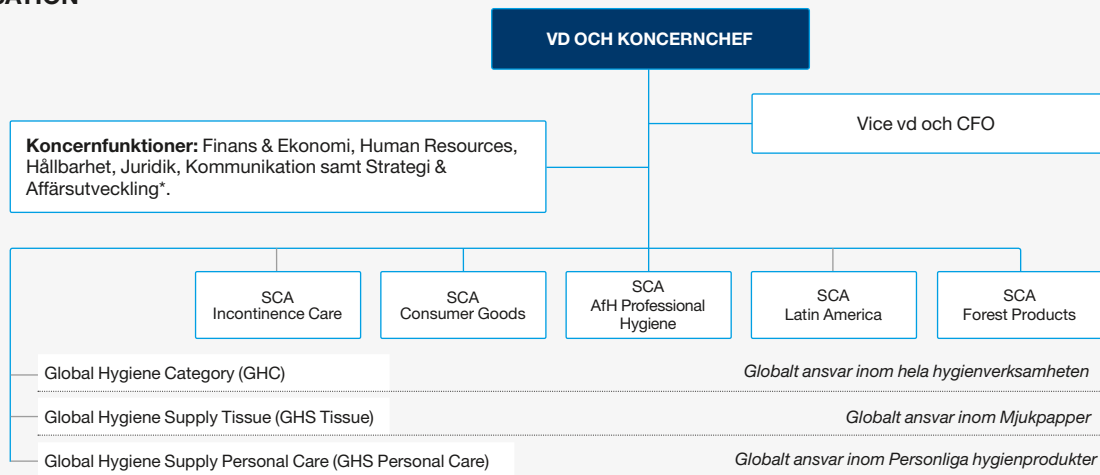 VD OCH KONCERNCHEF
Vice vd och CFO
Koncernfunktioner: Finans & Ekonomi, Human Resources,
Hållbarhet, Juridik, Kommunikation samt Strategi &
Affärsutveckling*.
SCA
Incontinence Care
SCA
Consumer Goods
SCA
AfH Professional
Hygiene
SCA
Latin America
SCA
Forest Products
Global Hygiene Category (GHC)
Globalt ansvar inom hela hygienverksamheten
Global Hygiene Supply Tissue (GHS Tissue)
Globalt ansvar inom Mjukpapper
Global Hygiene Supply Personal Care (GHS Personal Care)
Globalt ansvar inom Personliga hygienprodukter